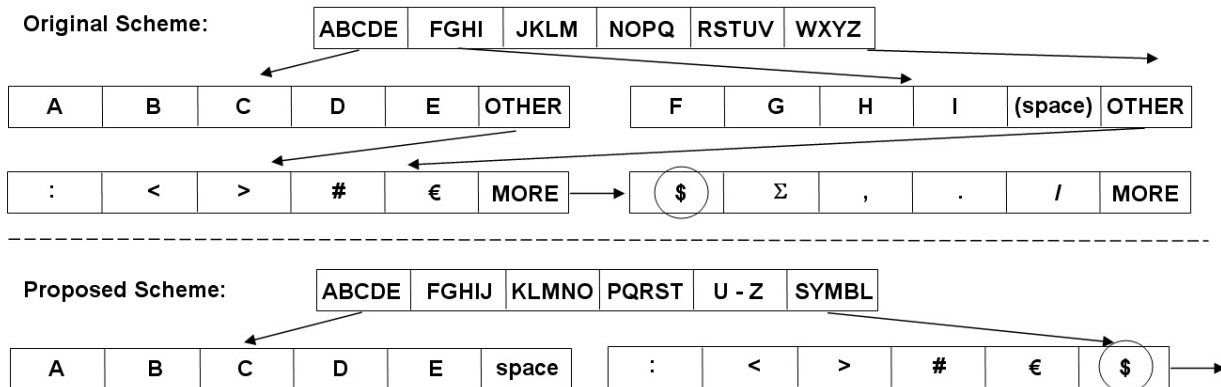 Original Scheme: ABCDE FGHI JKLM NOPQ RSTUV WXYZ
A B C D E OTHER F G H I (space) OTHER
: < > # € MORE $ Σ , . / MORE
Proposed Scheme: ABCDE FGHIJ KLMNO PQRST U - Z SYMBL
A B C D E space : < > # € $